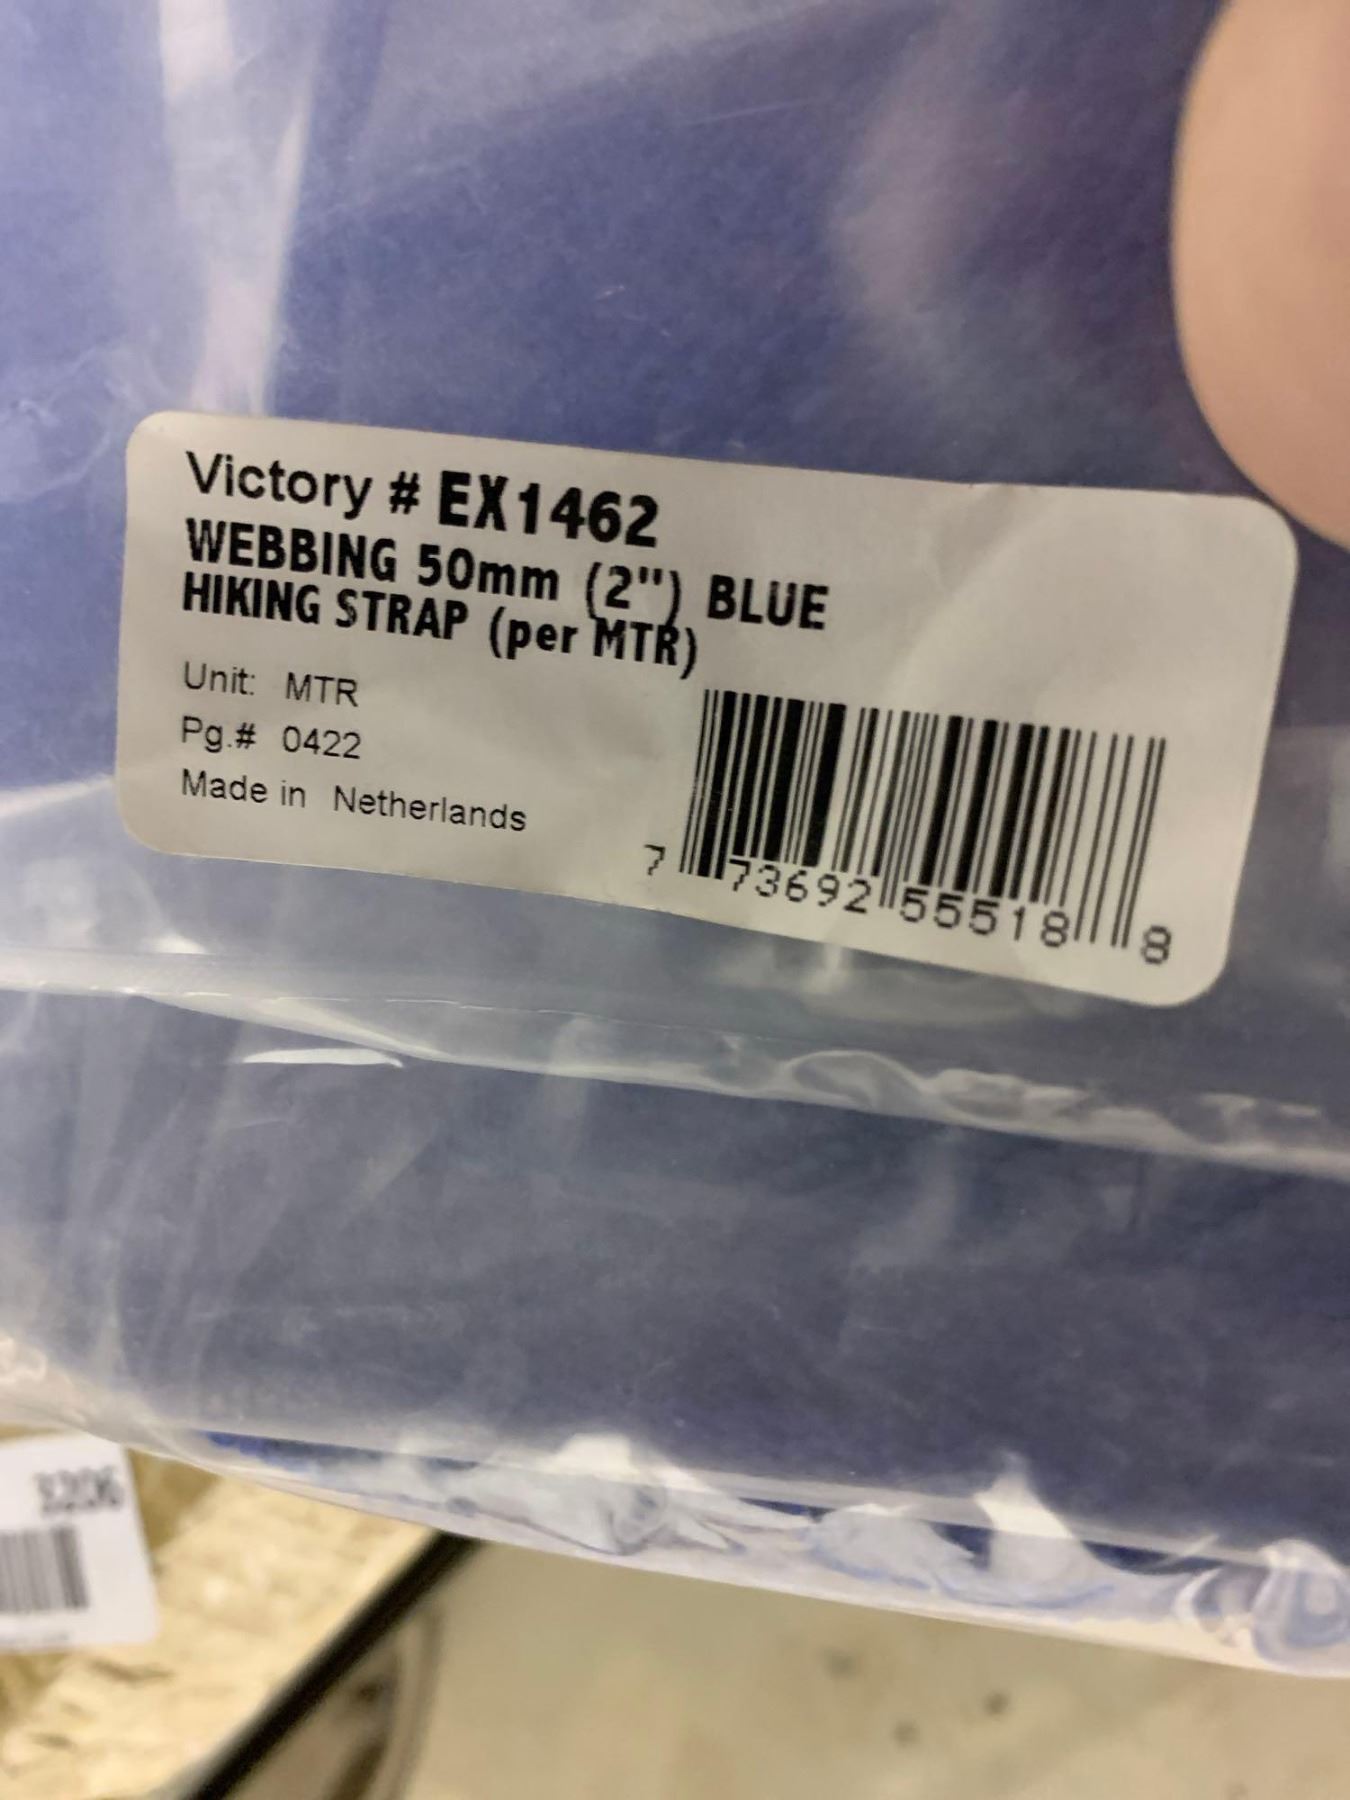 Victory # EX1462
WEBBING 50mm (2") BLUE
HIKING STRAP (per MTR)
Unit: MTR
Pg.# 0422
Made in Netherlands
7 73692 55518 8